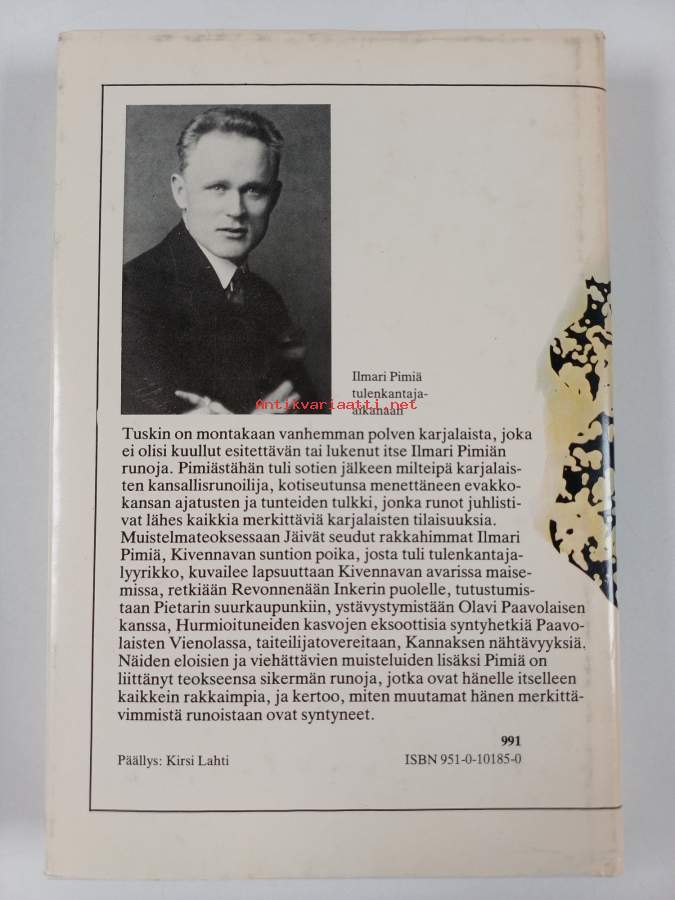 Ilmari Pimiä
tulenkantaja-
aikanaan
Antikvariaatti.net
Tuskin on montakaan vanhemman polven karjalaista, joka
ei olisi kuullut esitettävän tai lukenut itse Ilmari Pimiän
runoja. Pimiästähän tuli sotien jälkeen milteipä karjalais-
ten kansallisrunoilija, kotiseutunsa menettäneen evakko-
kansan ajatusten ja tunteiden tulkki, jonka runot juhlisti-
vat lähes kaikkia merkittäviä karjalaisten tilaisuuksia.
Muistelmateoksessaan Jäivät seudut rakkahimmat Ilmari
Pimiä, Kivennavan suntion poika, josta tuli tulenkantaja-
lyyrikko, kuvailee lapsuuttaan Kivennavan avarissa maise-
missa, retkiään Revonnenään Inkerin puolelle, tutustumis-
taan Pietarin suurkaupunkiin, ystävystymistään Olavi Paavolaisen
kanssa, Hurmioituneiden kasvojen eksoottisia syntyhetkiä Paavo-
laisten Vienolassa, taiteilijatovereitaan, Kannaksen nähtävyyksiä.
Näiden eloisien ja viehättävien muisteluiden lisäksi Pimiä on
liittänyt teokseensa sikermän runoja, jotka ovat hänelle itselleen
kaikkein rakkaimpia, ja kertoo, miten muutamat hänen merkittä-
vimmistä runoistaan ovat syntyneet.
991
Päällys: Kirsi Lahti
ISBN 951-0-10185-0